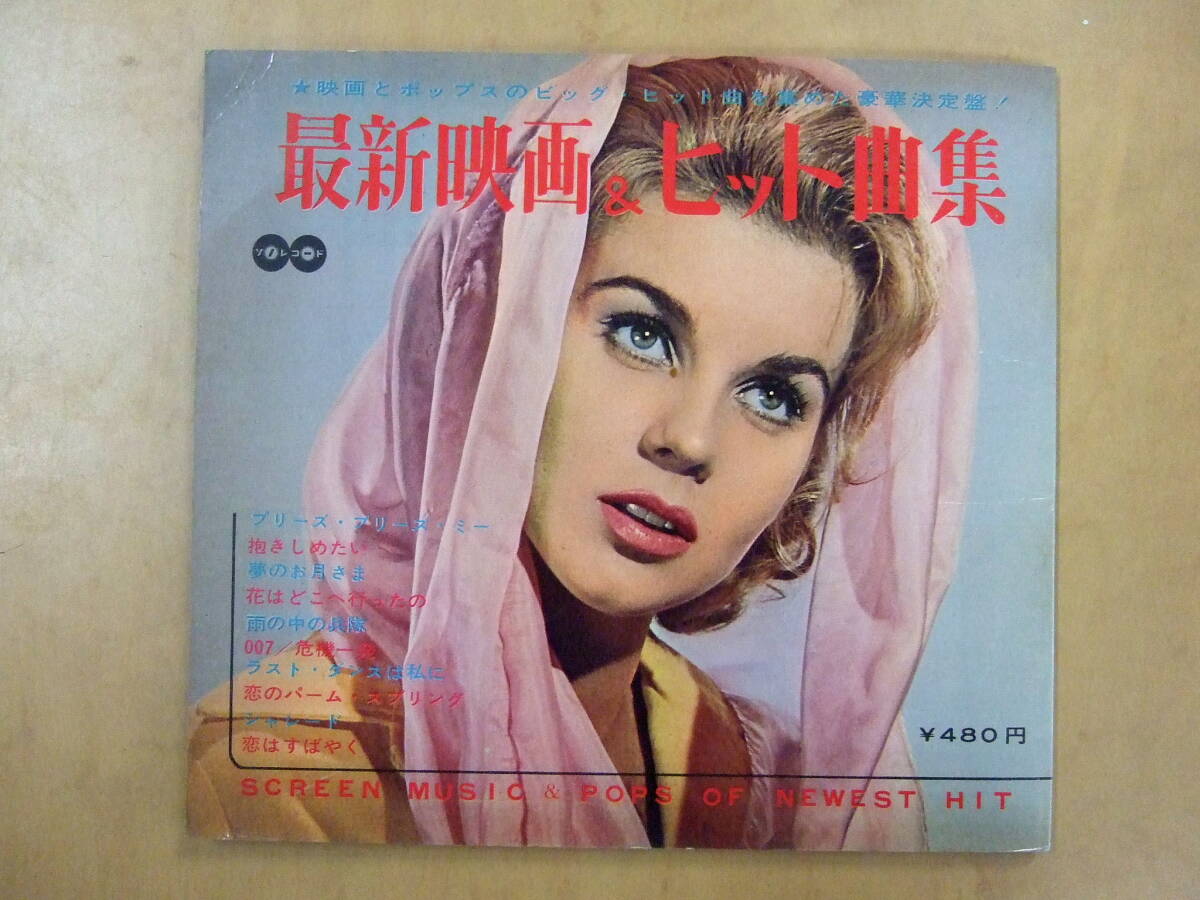 ★映画とポップスのビッグ・ヒット曲を集めた豪華決定盤！
最新映画&ヒット曲集
ソノレコード
プリーズ・プリーズ・ミー
抱きしめたい
夢のお月さま
花はどこへ行ったの
雨の中の兵隊
007／危機一発
ラスト・ダンスは私に
恋のパーム・スプリング
シャレード
恋はすばやく
￥480円
SCREEN MUSIC & POPS OF NEWEST HIT